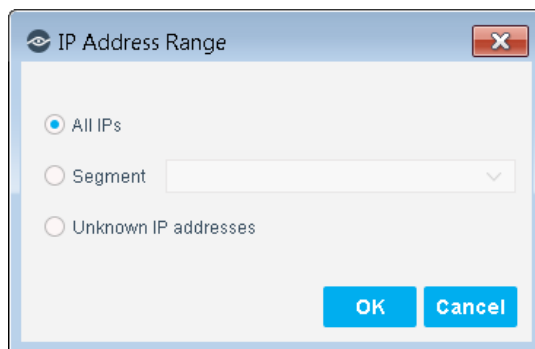 IP Address Range
All IPs
Segment
Unknown IP addresses
OK Cancel